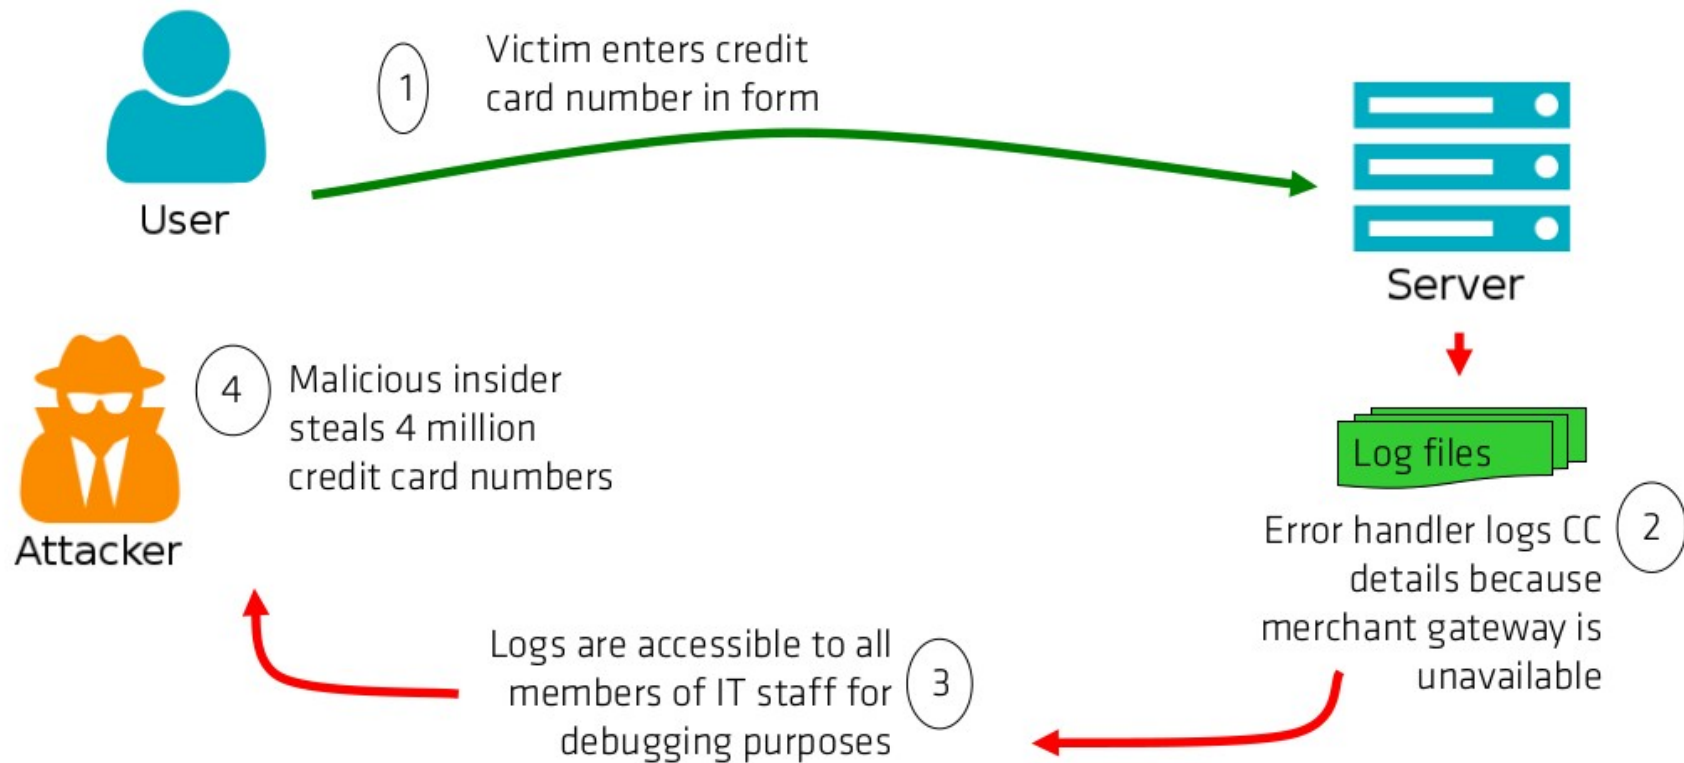 1
Victim enters credit
card number in form
User
Server
Log files
2
Error handler logs CC
details because
merchant gateway is
unavailable
3
Logs are accessible to all
members of IT staff for
debugging purposes
4
Malicious insider
steals 4 million
credit card numbers
Attacker